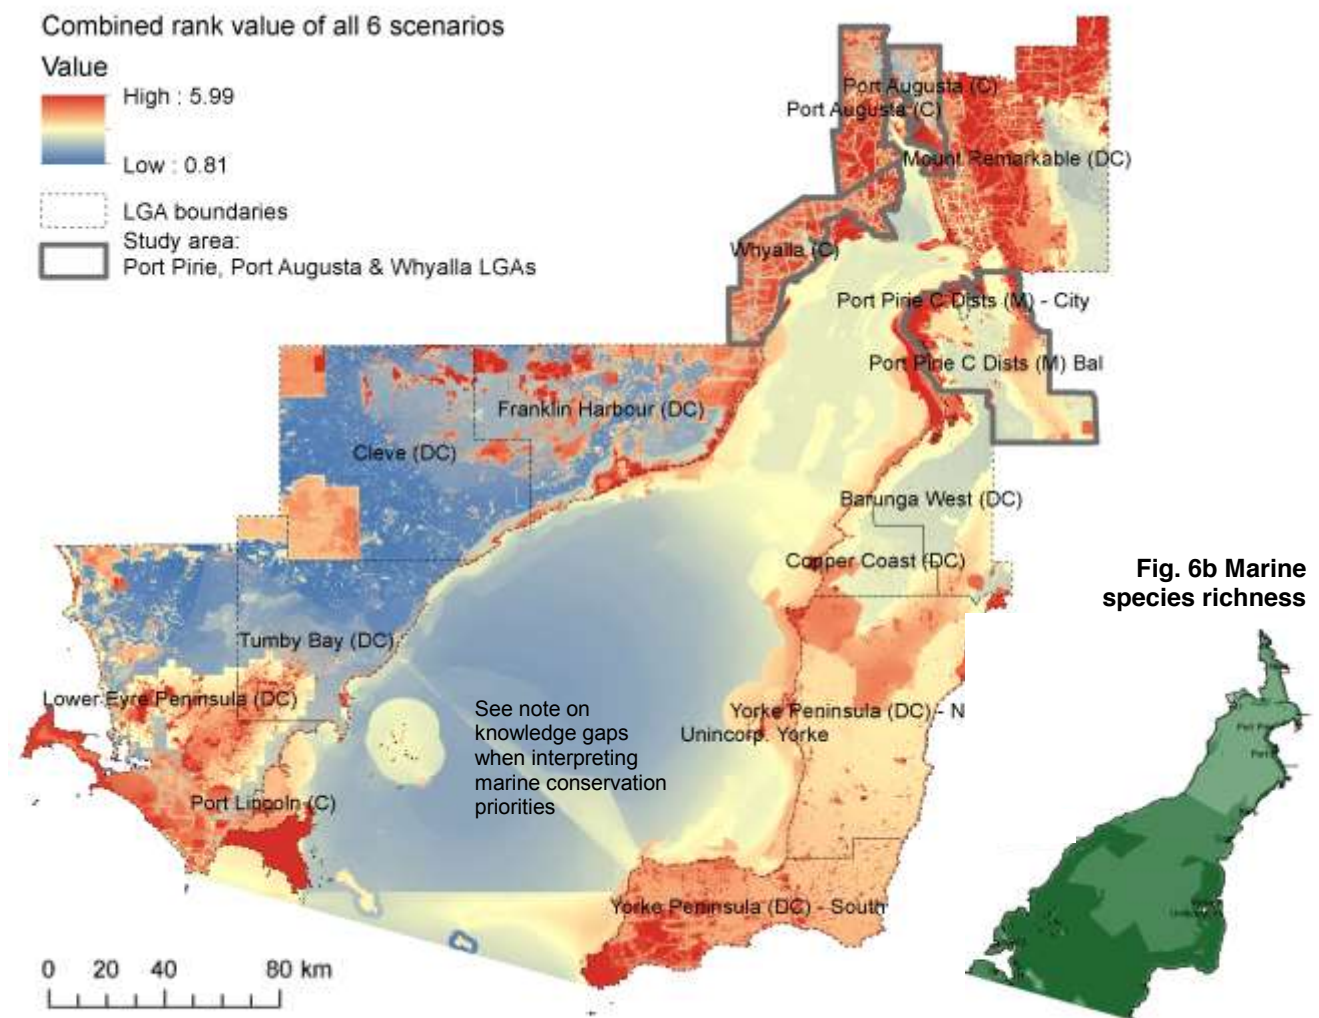 Combined rank value of all 6 scenarios
Value
High : 5.99
Low : 0.81
LGA boundaries
Study area:
Port Pirie, Port Augusta & Whyalla LGAs
Port Augusta (C)
Port Augusta (C)
Mount Remarkable (DC)
Whyalla (C)
Port Pirie C Dists (M) - City
Port Pirie C Dists (M) Bal
Franklin Harbour (DC)
Cleve (DC)
Barunga West (DC)
Copper Coast (DC)
Fig. 6b Marine
species richness
Tumby Bay (DC)
Lower Eyre Peninsula (DC)
See note on
knowledge gaps
when interpreting
marine conservation
priorities
Yorke Peninsula (DC) - N
Unincorp. Yorke
Port Lincoln (C)
Yorke Peninsula (DC) - South
0 20 40 80 km